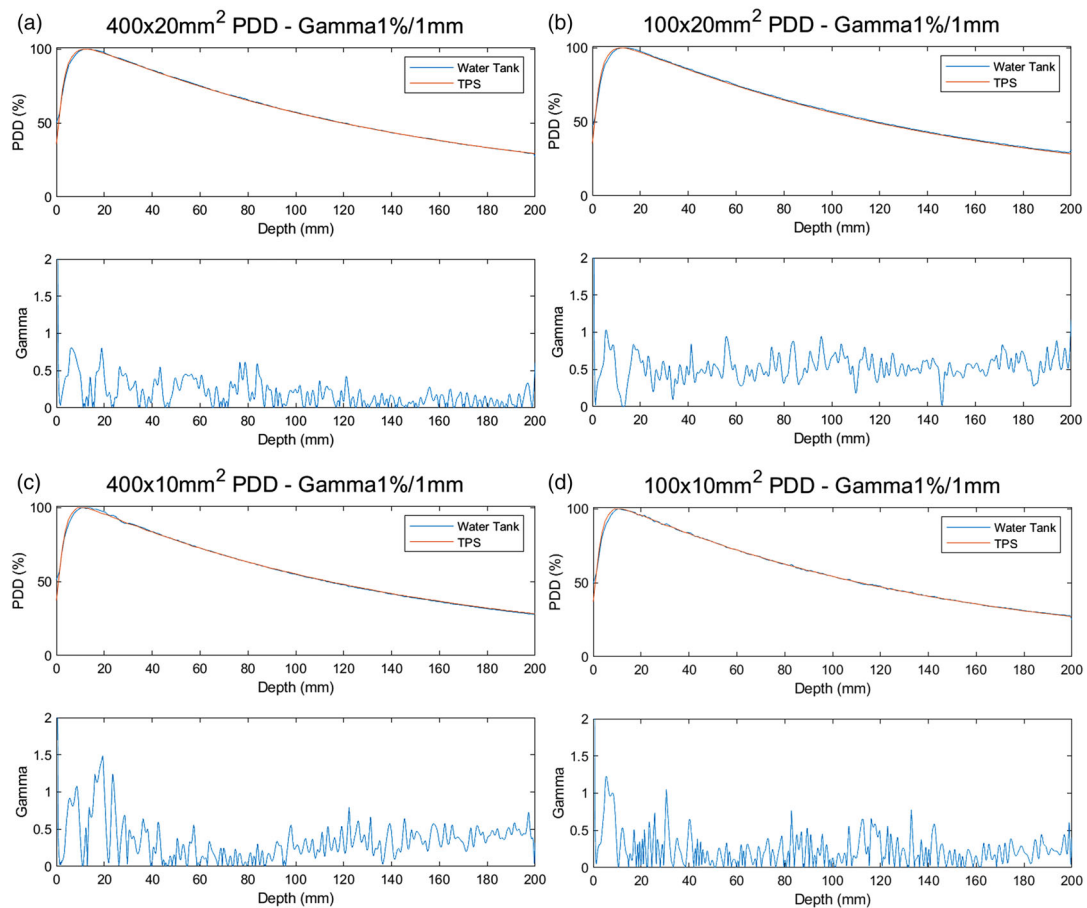 (a) 400x20mm² PDD - Gamma1%/1mm
100
50
0
PDD (%)
Water Tank
TPS
0 20 40 60 80 100 120 140 160 180 200
Depth (mm)
2
1.5
1
0.5
0
Gamma
0 20 40 60 80 100 120 140 160 180 200
Depth (mm)
(b) 100x20mm² PDD - Gamma1%/1mm
100
50
0
PDD (%)
Water Tank
TPS
0 20 40 60 80 100 120 140 160 180 200
Depth (mm)
2
1.5
1
0.5
0
Gamma
0 20 40 60 80 100 120 140 160 180 200
Depth (mm)
(c) 400x10mm² PDD - Gamma1%/1mm
100
50
0
PDD (%)
Water Tank
TPS
0 20 40 60 80 100 120 140 160 180 200
Depth (mm)
2
1.5
1
0.5
0
Gamma
0 20 40 60 80 100 120 140 160 180 200
Depth (mm)
(d) 100x10mm² PDD - Gamma1%/1mm
100
50
0
PDD (%)
Water Tank
TPS
0 20 40 60 80 100 120 140 160 180 200
Depth (mm)
2
1.5
1
0.5
0
Gamma
0 20 40 60 80 100 120 140 160 180 200
Depth (mm)